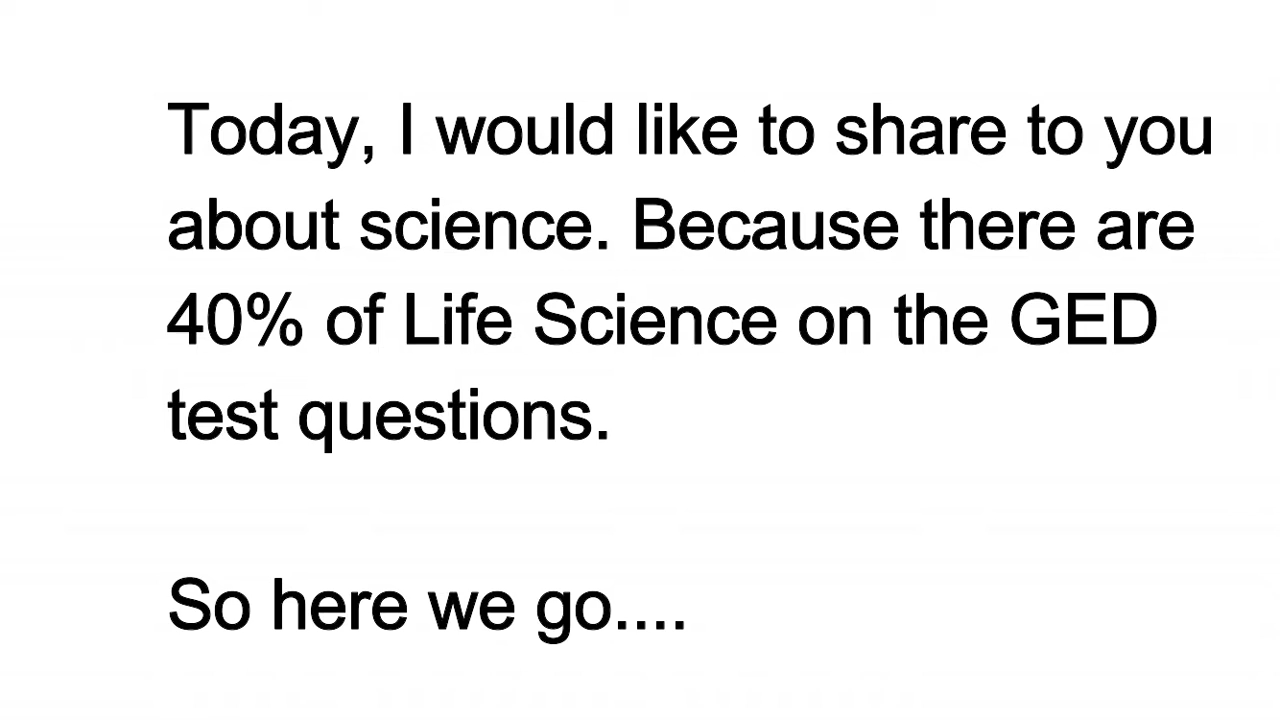 Today, I would like to share to you
about science. Because there are
40% of Life Science on the GED
test questions.
So here we go....